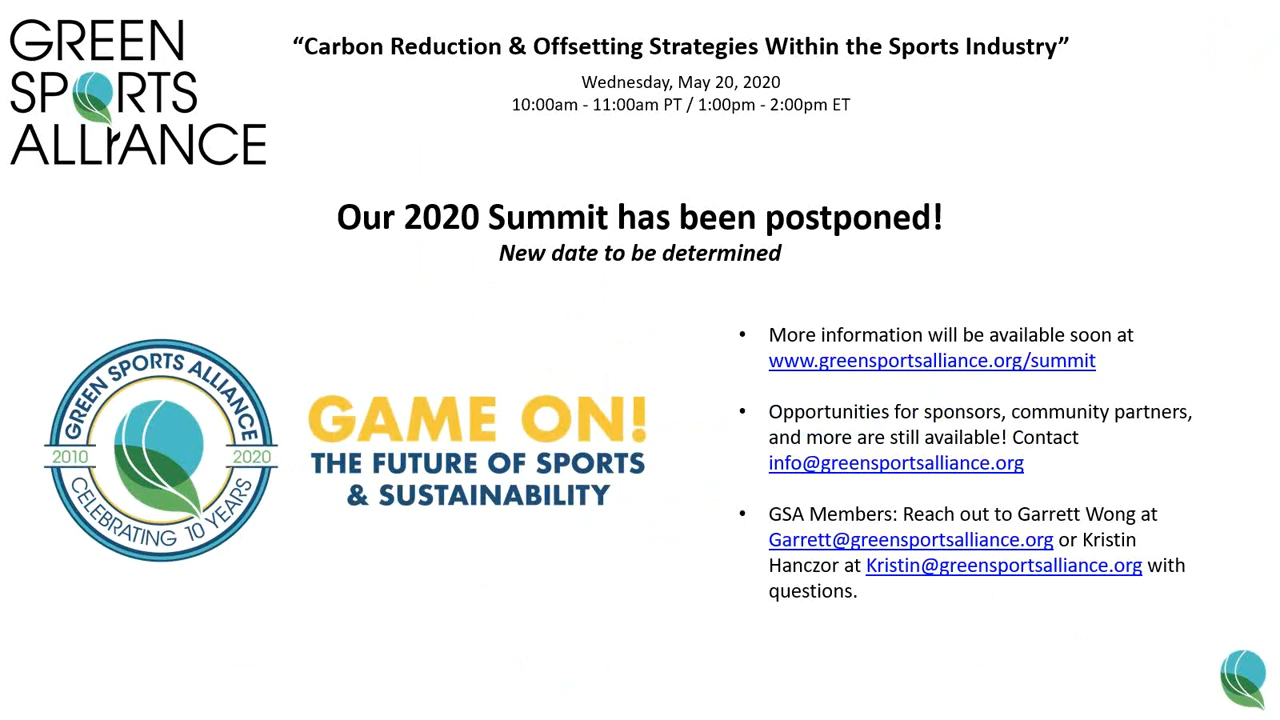 GREEN
SPORTS
ALLIANCE
“Carbon Reduction & Offsetting Strategies Within the Sports Industry”
Wednesday, May 20, 2020
10:00am - 11:00am PT / 1:00pm - 2:00pm ET
Our 2020 Summit has been postponed!
New date to be determined
GREEN SPORTS ALLIANCE
2010 2020
CELEBRATING 10 YEARS
GAME ON!
THE FUTURE OF SPORTS
& SUSTAINABILITY
• More information will be available soon at
www.greensportsalliance.org/summit
• Opportunities for sponsors, community partners,
and more are still available! Contact
info@greensportsalliance.org
• GSA Members: Reach out to Garrett Wong at
Garrett@greensportsalliance.org or Kristin
Hanczor at Kristin@greensportsalliance.org with
questions.